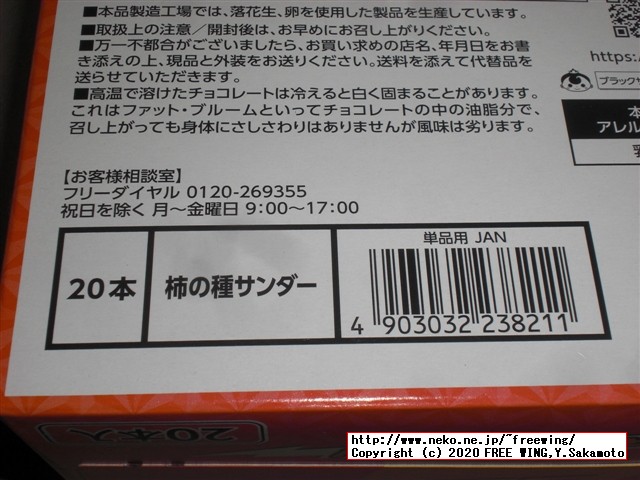 ■本品製造工場では、落花生、卵を使用した製品を生産しています。
■取扱上の注意／開封後は、お早めにお召し上がりください。
■万一不都合がございましたら、お買い求めの店名、年月日をお書
き添えの上、現品と外装をお送りください。送料を添えて代替品を
送らせていただきます。
■高温で溶けたチョコレートは冷えると白く固まることがあります。
これはファット・ブルームといってチョコレートの中の油脂分で、
召し上がっても身体にさしさわりはありませんが風味は劣ります。
https:/
ブラック
本
アレル
乳
【お客様相談室】
フリーダイヤル 0120-269355
祝日を除く 月～金曜日 9:00～17:00
20本
柿の種サンダー
単品用 JAN
4 903032 238211
20本入
http://www.neko.ne.jp/~freewing/
Copyright (c) 2020 FREE WING,Y.Sakamoto